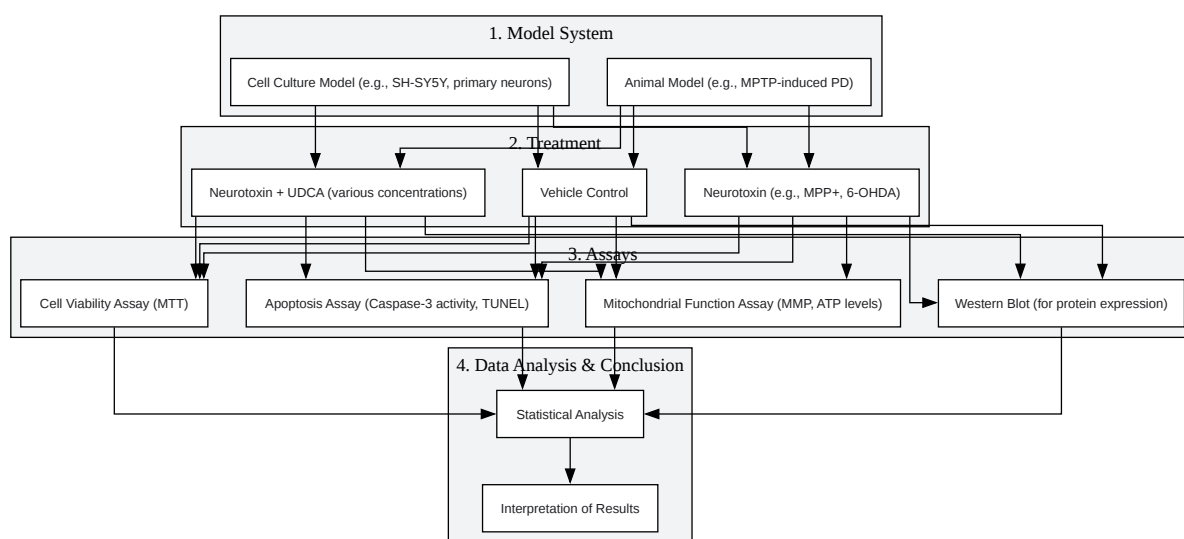 1. Model System
Cell Culture Model (e.g., SH-SY5Y, primary neurons)
Animal Model (e.g., MPTP-induced PD)
2. Treatment
Neurotoxin + UDCA (various concentrations)
Vehicle Control
Neurotoxin (e.g., MPP+, 6-OHDA)
3. Assays
Cell Viability Assay (MTT)
Apoptosis Assay (Caspase-3 activity, TUNEL)
Mitochondrial Function Assay (MMP, ATP levels)
Western Blot (for protein expression)
4. Data Analysis & Conclusion
Statistical Analysis
Interpretation of Results